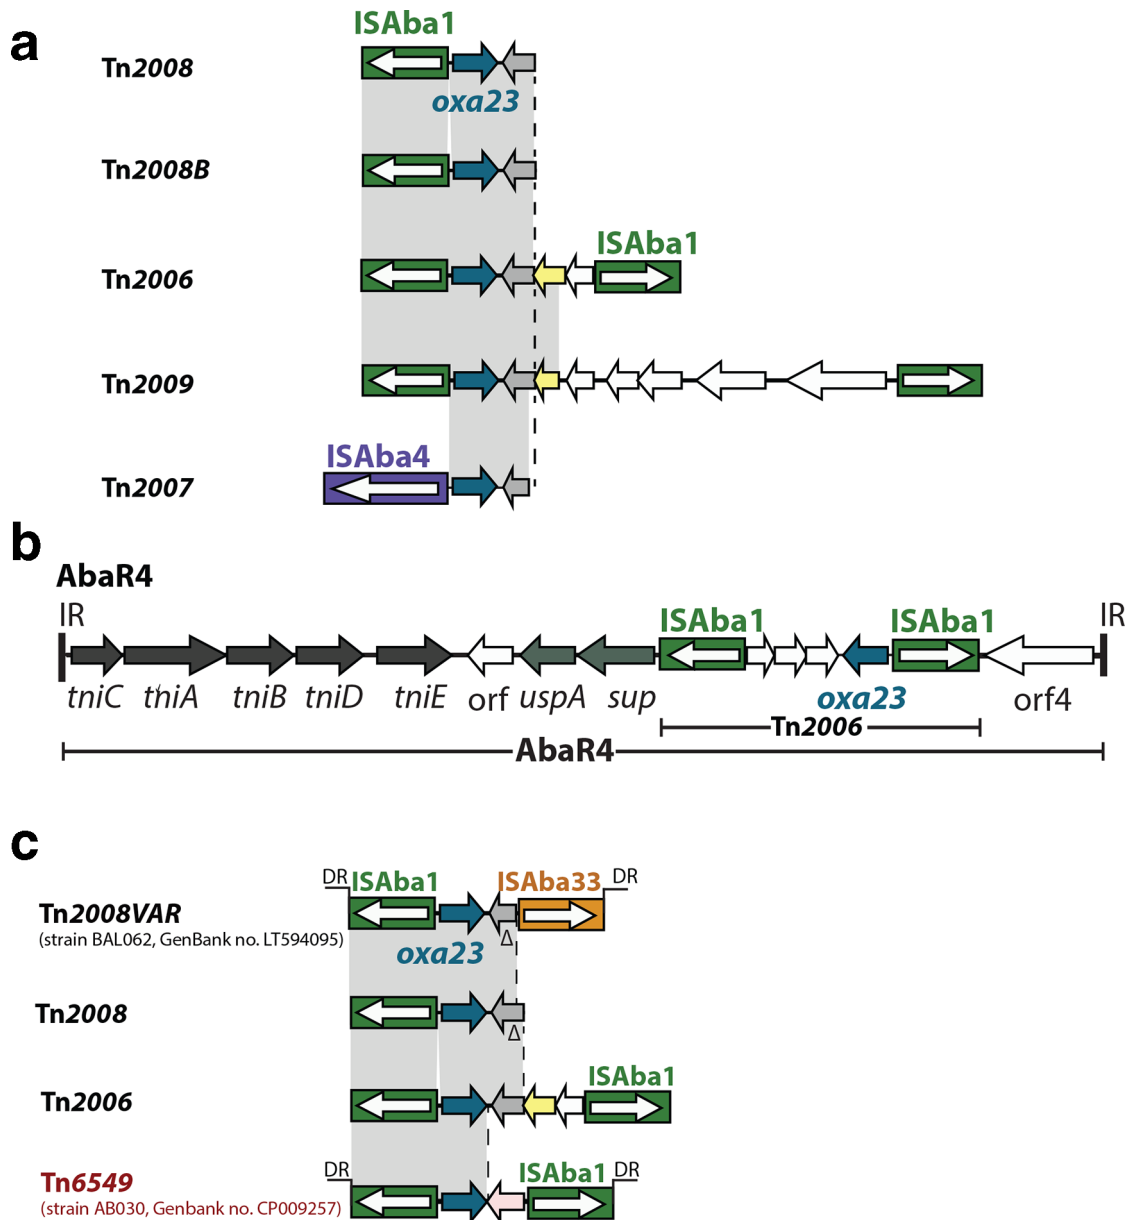 a
ISAba1
Tn2008
oxa23
Tn2008B
ISAba1
Tn2006
Tn2009
ISAba4
Tn2007
b
AbaR4
IR
IR
ISAba1
ISAba1
tniC thiA tniB tniD tniE orf uspA sup oxa23 orf4
Tn2006
AbaR4
c
DR ISAba1 ISAba33 DR
Tn2008VAR
(strain BAL062, GenBank no. LT594095)
Δ
oxa23
Tn2008
Δ
ISAba1
Tn2006
DR ISAba1 DR
Tn6549
(strain AB030, Genbank no. CP009257)